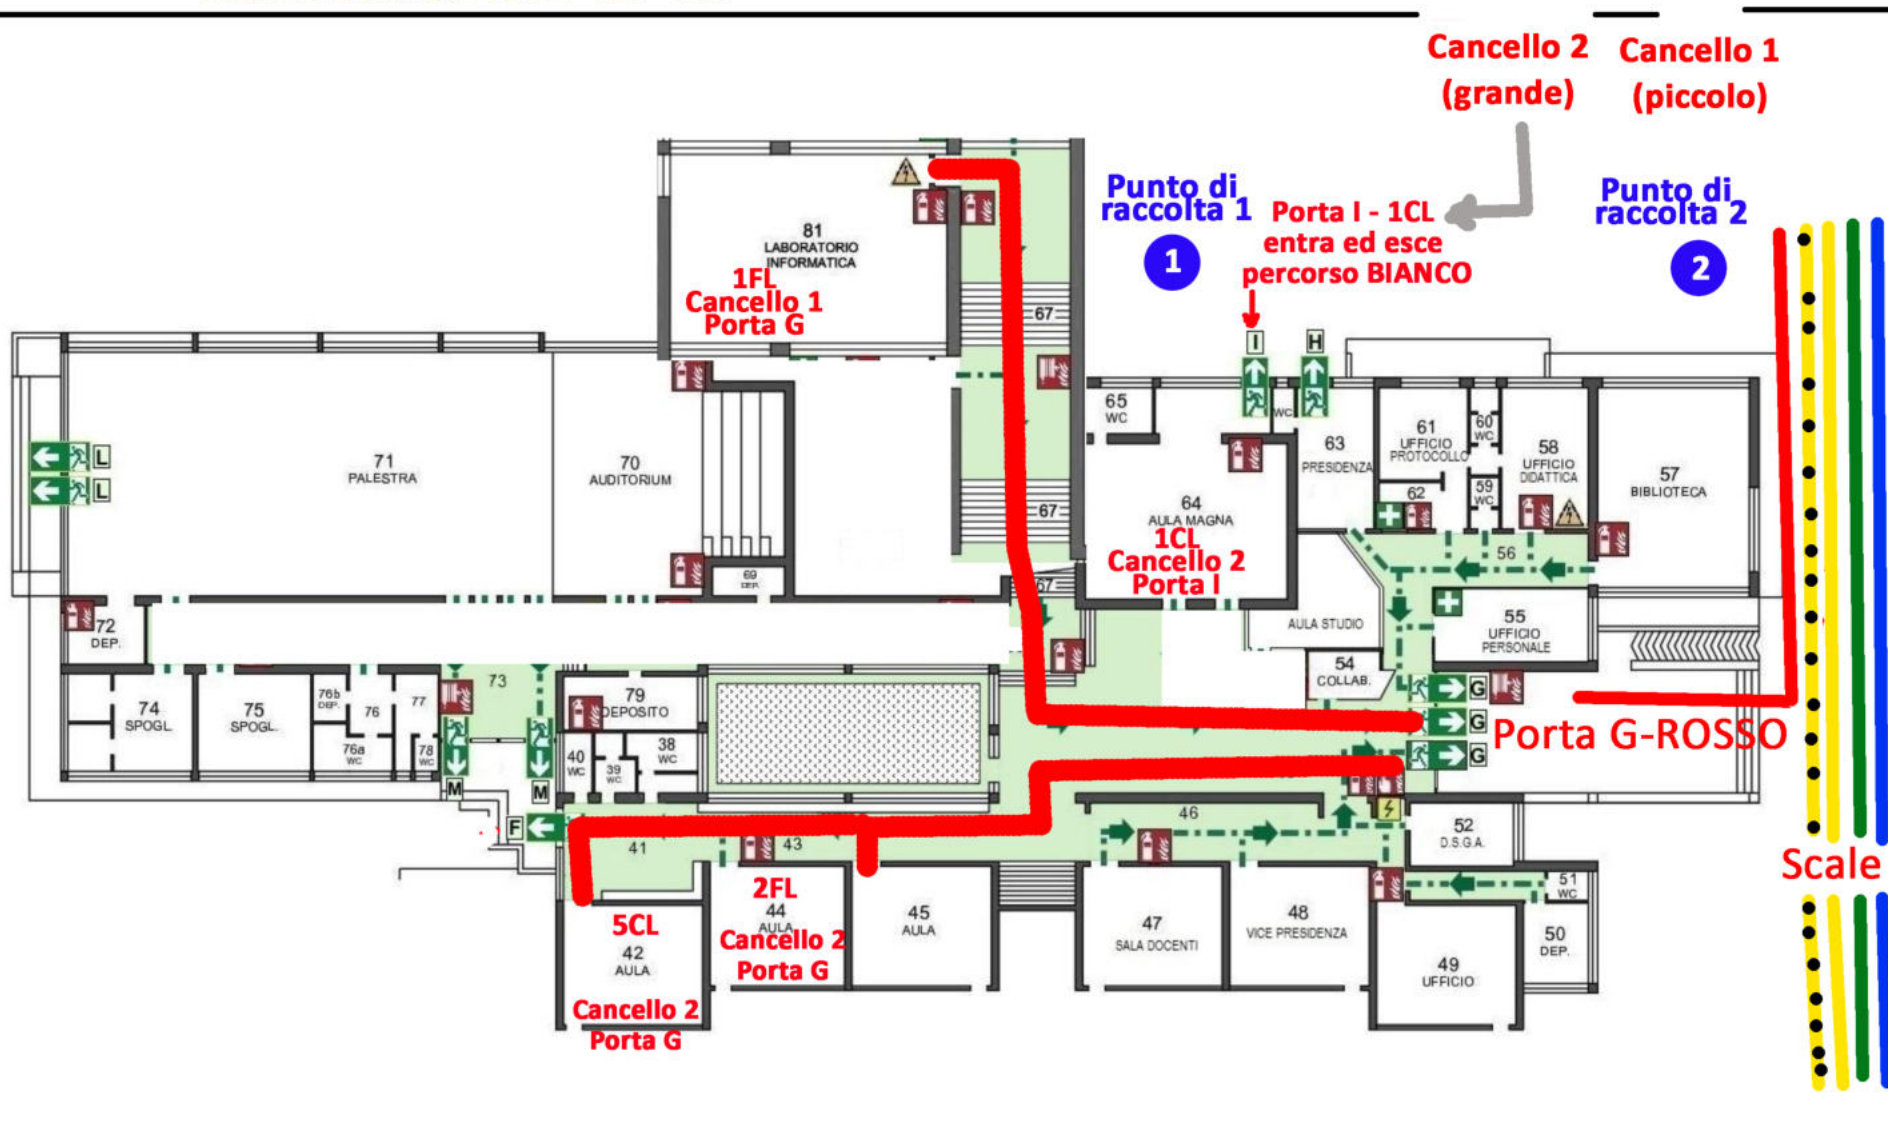 Cancello 2
(grande)
Cancello 1
(piccolo)
Punto di
raccolta 1
1
Porta I - 1CL
entra ed esce
percorso BIANCO
Punto di
raccolta 2
2
81
LABORATORIO
INFORMATICA
1FL
Cancello 1
Porta G
67
I
H
65
WC
WC
63
PRESIDENZA
61
UFFICIO
PROTOCOLLO
60
WC
58
UFFICIO
DIDATTICA
57
BIBLIOTECA
59
WC
62
L
L
71
PALESTRA
70
AUDITORIUM
67
64
AULA MAGNA
1CL
Cancello 2
Porta I
56
69
DEP.
67
72
DEP.
AULA STUDIO
55
UFFICIO
PERSONALE
54
COLLAB.
73
74
SPOGL.
75
SPOGL.
76b
DEP.
76
77
76a
WC
78
WC
79
DEPOSITO
40
WC
39
WC
38
WC
G
G
G
Porta G-ROSSO
M
M
F
41
43
46
52
D.S.G.A.
Scale
51
WC
5CL
42
AULA
Cancello 2
Porta G
2FL
44
AULA
Cancello 2
Porta G
45
AULA
47
SALA DOCENTI
48
VICE PRESIDENZA
49
UFFICIO
50
DEP.